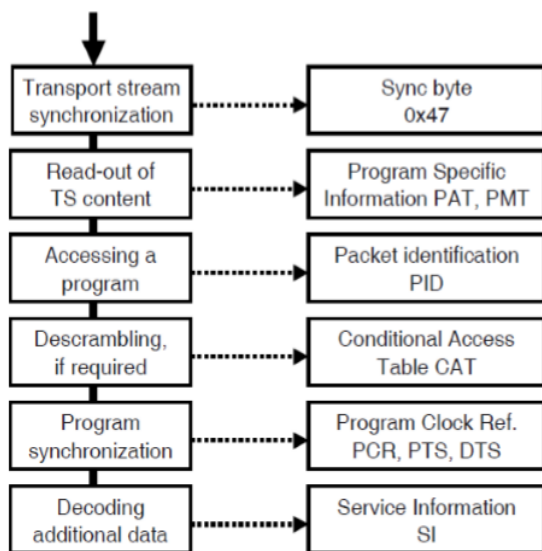 Transport stream
synchronization
Sync byte
0x47
Read-out of
TS content
Program Specific
Information PAT, PMT
Accessing a
program
Packet identification
PID
Descrambling,
if required
Conditional Access
Table CAT
Program
synchronization
Program Clock Ref.
PCR, PTS, DTS
Decoding
additional data
Service Information
SI